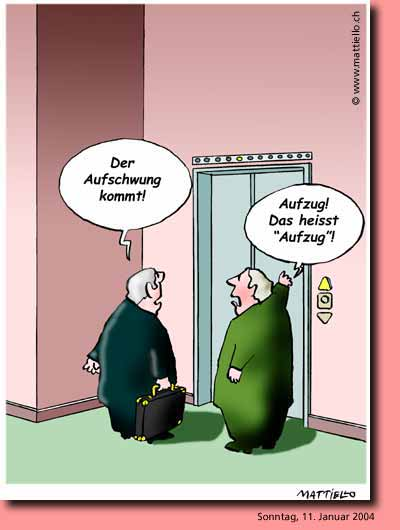 © www.mattiello.ch
Der
Aufschwung
kommt!
Aufzug!
Das heisst
"Aufzug"!
MATTIELLO
Sonntag, 11. Januar 2004